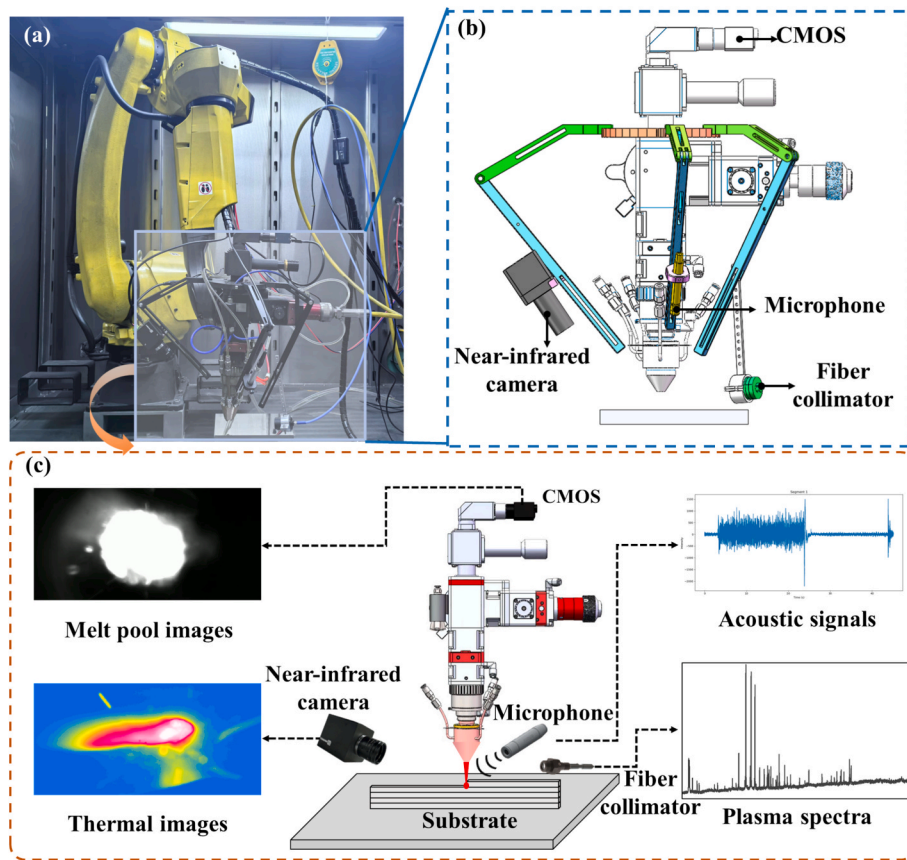 (a)
(b)
CMOS
Microphone
Near-infrared
camera
Fiber
collimator
(c)
CMOS
Melt pool images
Acoustic signals
Near-infrared
camera
Microphone
Thermal images
Substrate
Fiber
collimator
Plasma spectra